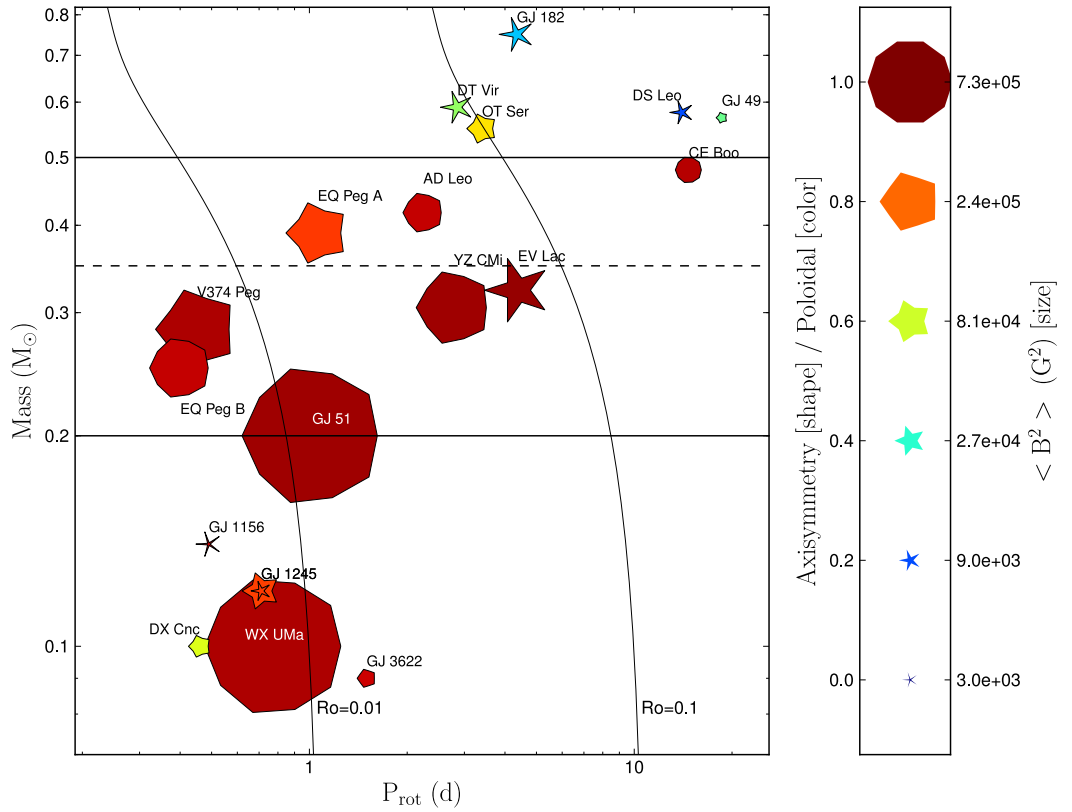 0.8
0.7
0.6
0.5
0.4
0.3
0.2
0.1
Mass (M⊙)
1
10
P_rot (d)
GJ 182
DT Vir
OT Ser
DS Leo
GJ 49
CE Boo
AD Leo
EQ Peg A
YZ CMi
EV Lac
V374 Peg
EQ Peg B
GJ 51
GJ 1156
GJ 1245
DX Cnc
WX UMa
GJ 3622
Ro=0.01
Ro=0.1
Axisymmetry [shape] / Poloidal [color]
1.0
0.8
0.6
0.4
0.2
0.0
7.3e+05
2.4e+05
8.1e+04
2.7e+04
9.0e+03
3.0e+03
< B² > (G²) [size]